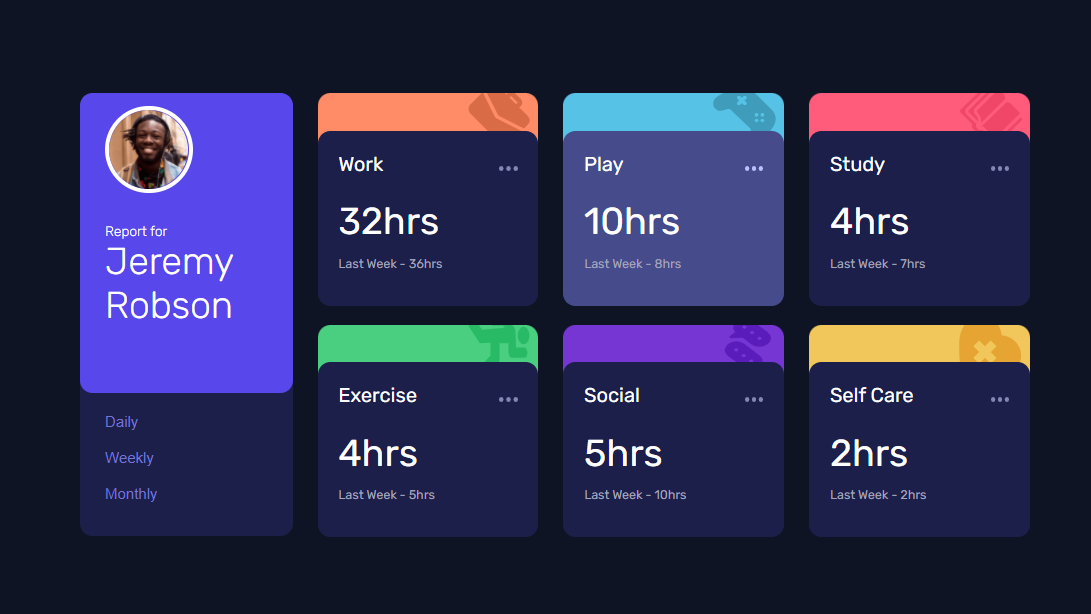 Report for
Jeremy
Robson
Daily
Weekly
Monthly
Work
32hrs
Last Week - 36hrs
Play
10hrs
Last Week - 8hrs
Study
4hrs
Last Week - 7hrs
Exercise
4hrs
Last Week - 5hrs
Social
5hrs
Last Week - 10hrs
Self Care
2hrs
Last Week - 2hrs